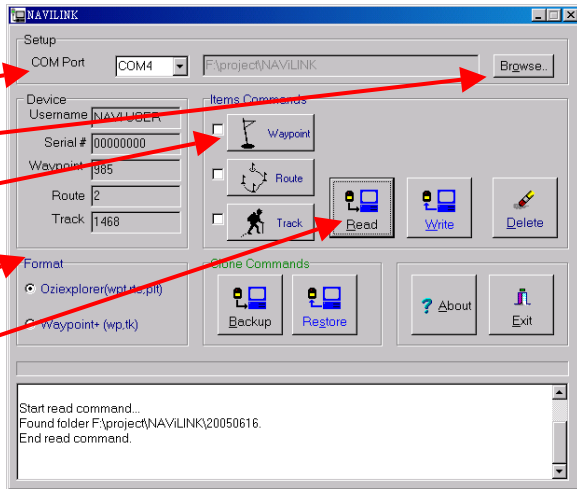 NAVILINK
Setup
COM Port
COM4
F:\project\NAViLINK
Browse..
Device
Username NAVI USER
Serial # 00000000
Waypoint 985
Route 2
Track 1468
Items Commands
Waypoint
Route
Track
Read
Write
Delete
Format
Oziexplorer(wpt,rte,plt)
Waypoint+ (wp,tk)
Clone Commands
Backup
Restore
? About
Exit
Start read command...
Found folder F:\project\NAViLINK\20050616.
End read command.